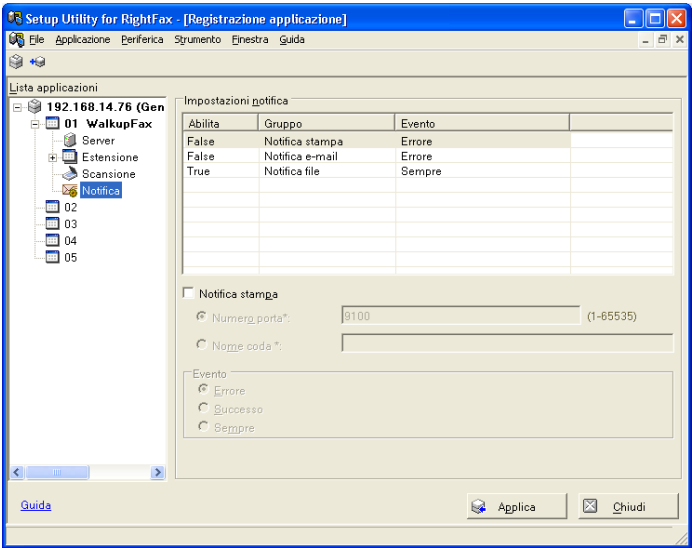 Setup Utility for RightFax - [Registrazione applicazione]
File Applicazione Periferica Strumento Finestra Guida
Lista applicazioni
192.168.14.76 (Gen
01 WalkupFax
Server
Estensione
Scansione
Notifica
02
03
04
05
Impostazioni notifica
Abilita Gruppo Evento
False Notifica stampa Errore
False Notifica e-mail Errore
True Notifica file Sempre
Notifica stampa
Numero porta*: 9100 (1-65535)
Nome coda *:
Evento
Errore
Successo
Sempre
Guida
Applica Chiudi